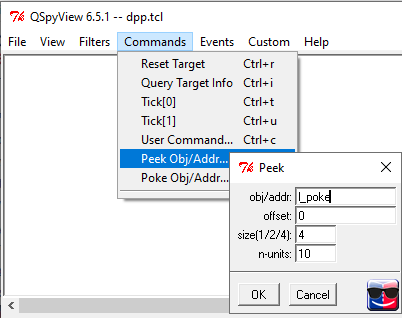 QSpyView 6.5.1 -- dpp.tcl
File View Filters Commands Events Custom Help
Reset Target Ctrl+r
Query Target Info Ctrl+i
Tick[0] Ctrl+t
Tick[1] Ctrl+u
User Command... Ctrl+c
Peek Obj/Addr...
Poke Obj/Addr...
Peek
obj/addr: l_poke
offset: 0
size(1/2/4): 4
n-units: 10
OK Cancel